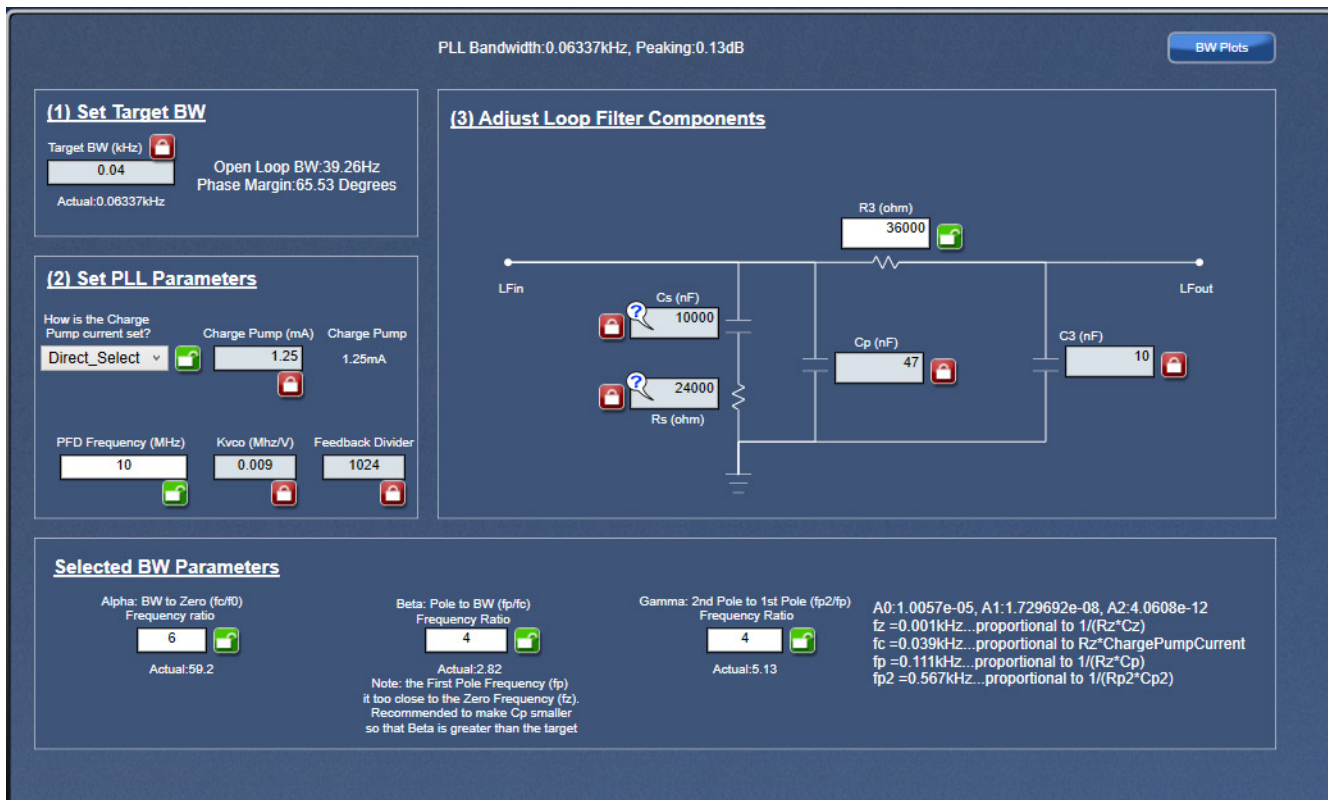 PLL Bandwidth:0.06337kHz, Peaking:0.13dB
BW Plots
(1) Set Target BW
Target BW (kHz)
0.04
Actual:0.06337kHz
Open Loop BW:39.26Hz
Phase Margin:65.53 Degrees
(2) Set PLL Parameters
How is the Charge
Pump current set?
Direct_Select
Charge Pump (mA)
1.25
Charge Pump
1.25mA
PFD Frequency (MHz)
10
Kvco (Mhz/V)
0.009
Feedback Divider
1024
(3) Adjust Loop Filter Components
R3 (ohm)
36000
LFin
LFout
Cs (nF)
?
10000
Cp (nF)
47
C3 (nF)
10
?
24000
Rs (ohm)
Selected BW Parameters
Alpha: BW to Zero (fc/f0)
Frequency ratio
6
Actual:59.2
Beta: Pole to BW (fp/fc)
Frequency Ratio
4
Actual:2.82
Note: the First Pole Frequency (fp)
it too close to the Zero Frequency (fz).
Recommended to make Cp smaller
so that Beta is greater than the target
Gamma: 2nd Pole to 1st Pole (fp2/fp)
Frequency Ratio
4
Actual:5.13
A0:1.0057e-05, A1:1.729692e-08, A2:4.0608e-12
fz =0.001kHz...proportional to 1/(Rz*Cz)
fc =0.039kHz...proportional to Rz*ChargePumpCurrent
fp =0.111kHz...proportional to 1/(Rz*Cp)
fp2 =0.567kHz...proportional to 1/(Rp2*Cp2)